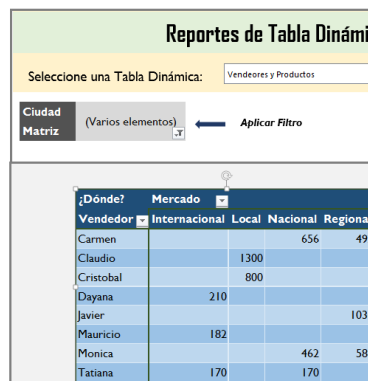 Reportes de Tabla Dinámi
Seleccione una Tabla Dinámica: Vendeores y Productos
Ciudad Matriz (Varios elementos) Aplicar Filtro
¿Dónde? Mercado
Vendedor Internacional Local Nacional Regiona
Carmen 656 49
Claudio 1300
Cristobal 800
Dayana 210
Javier 103
Mauricio 182
Monica 462 58
Tatiana 170 170